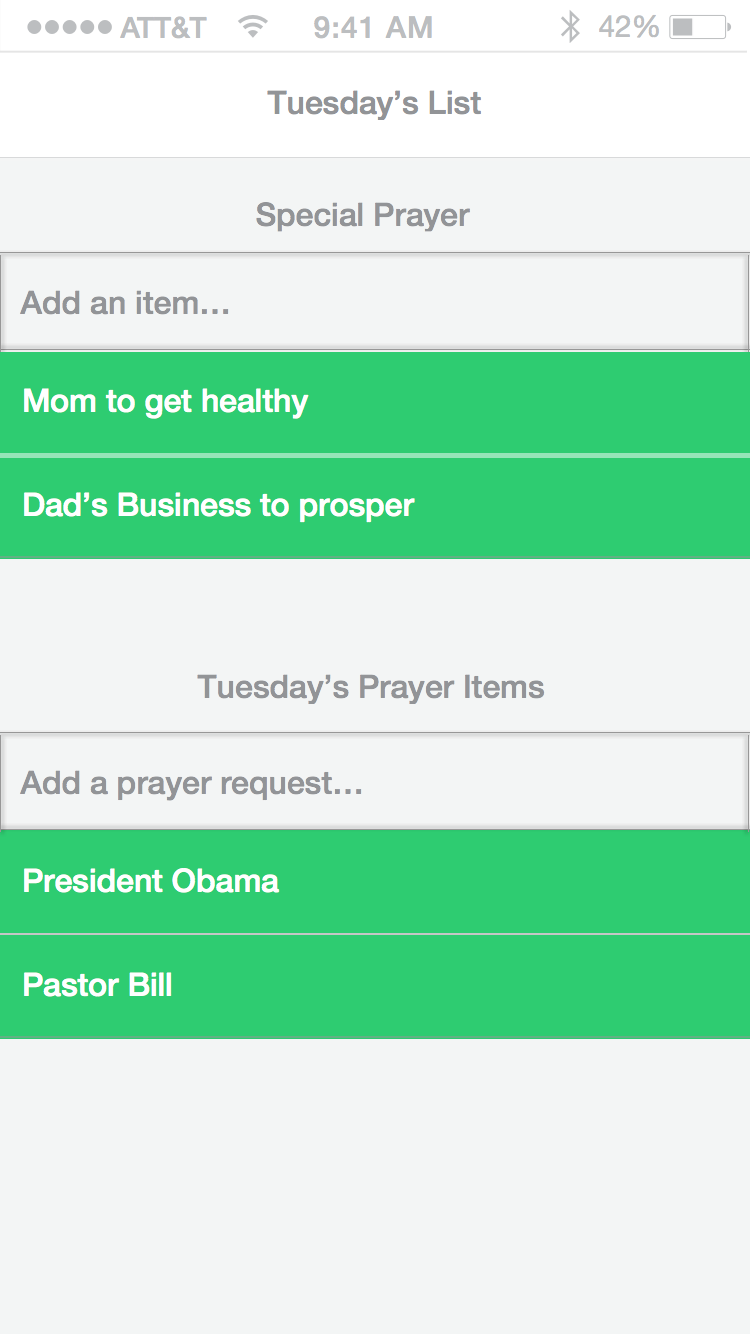 ATT&T 9:41 AM 42%
Tuesday’s List
Special Prayer
Add an item...
Mom to get healthy
Dad’s Business to prosper
Tuesday’s Prayer Items
Add a prayer request...
President Obama
Pastor Bill